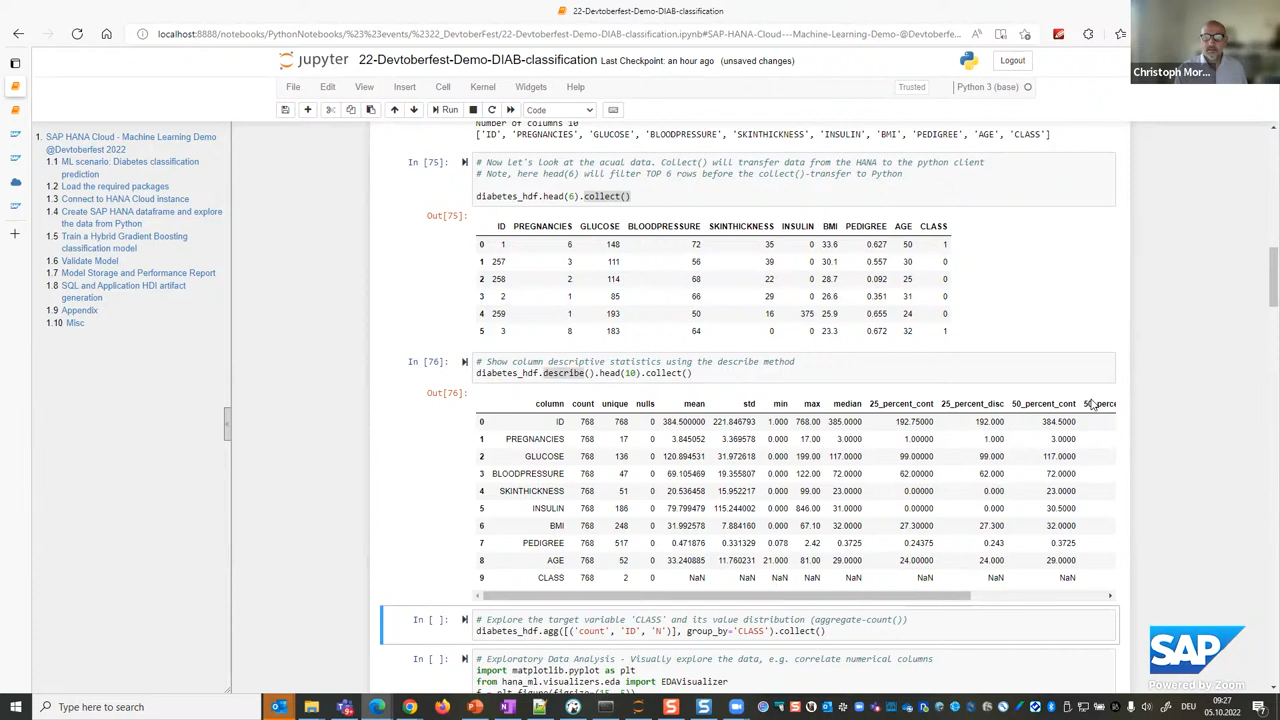 22-Devtoberfest-Demo-DIAB-classification
localhost:8888/notebooks/PythonNotebooks/%23%23events/%2322_DevtoberFest/22-Devtoberfest-Demo-DIAB-classification.ipynb#SAP-HANA-Cloud---Machine-Learning-Demo-@Devtoberfe...
Christoph Mor...
jupyter 22-Devtoberfest-Demo-DIAB-classification Last Checkpoint: an hour ago (unsaved changes)
Logout
File Edit View Insert Cell Kernel Widgets Help
Trusted Python 3 (base)
Run Code
1. SAP HANA Cloud - Machine Learning Demo
@Devtoberfest 2022
1.1 ML scenario: Diabetes classification
prediction
1.2 Load the required packages
1.3 Connect to HANA Cloud instance
1.4 Create SAP HANA dataframe and explore
the data from Python
1.5 Train a Hybrid Gradient Boosting
classification model
1.6 Validate Model
1.7 Model Storage and Performance Report
1.8 SQL and Application HDI artifact
generation
1.9 Appendix
1.10 Misc
Number of columns 10
['ID', 'PREGNANCIES', 'GLUCOSE', 'BLOODPRESSURE', 'SKINTHICKNESS', 'INSULIN', 'BMI', 'PEDIGREE', 'AGE', 'CLASS']
In [75]: # Now let's look at the acual data. Collect() will transfer data from the HANA to the python client
# Note, here head(6) will filter TOP 6 rows before the collect()-transfer to Python
diabetes_hdf.head(6).collect()
Out[75]:
ID PREGNANCIES GLUCOSE BLOODPRESSURE SKINTHICKNESS INSULIN BMI PEDIGREE AGE CLASS
0 1 6 148 72 35 0 33.6 0.627 50 1
1 257 3 111 56 39 0 30.1 0.557 30 0
2 258 2 114 68 22 0 28.7 0.092 25 0
3 2 1 85 66 29 0 26.6 0.351 31 0
4 259 1 193 50 16 375 25.9 0.655 24 0
5 3 8 183 64 0 0 23.3 0.672 32 1
In [76]: # Show column descriptive statistics using the describe method
diabetes_hdf.describe().head(10).collect()
Out[76]:
column count unique nulls mean std min max median 25_percent_cont 25_percent_disc 50_percent_cont
0 ID 768 768 0 384.500000 221.846793 1.000 768.00 385.0000 192.75000 192.000 384.5000
1 PREGNANCIES 768 17 0 3.845052 3.369578 0.000 17.00 3.0000 1.00000 1.000 3.0000
2 GLUCOSE 768 136 0 120.894531 31.972618 0.000 199.00 117.0000 99.00000 99.000 117.0000
3 BLOODPRESSURE 768 47 0 69.105469 19.355807 0.000 122.00 72.0000 62.00000 62.000 72.0000
4 SKINTHICKNESS 768 51 0 20.536458 15.952217 0.000 99.00 23.0000 0.00000 0.000 23.0000
5 INSULIN 768 186 0 79.799479 115.244002 0.000 846.00 31.0000 0.00000 0.000 30.5000
6 BMI 768 248 0 31.992578 7.884160 0.000 67.10 32.0000 27.30000 27.300 32.0000
7 PEDIGREE 768 517 0 0.471876 0.331329 0.078 2.42 0.3725 0.24375 0.243 0.3725
8 AGE 768 52 0 33.240885 11.760231 21.000 81.00 29.0000 24.00000 24.000 29.0000
9 CLASS 768 2 0 NaN NaN NaN NaN NaN NaN NaN NaN
In [ ]: # Explore the target variable 'CLASS' and its value distribution (aggregate-count())
diabetes_hdf.agg([('count', 'ID', 'N')], group_by='CLASS').collect()
In [ ]: # Exploratory Data Analysis - Visually explore the data, e.g. correlate numerical columns
import matplotlib.pyplot as plt
from hana_ml.visualizers.eda import EDAVisualizer
f = plt.figure(figsize=(15, 5))
SAP
Powered by Zoom
Type here to search
DEU
09:27
05.10.2022